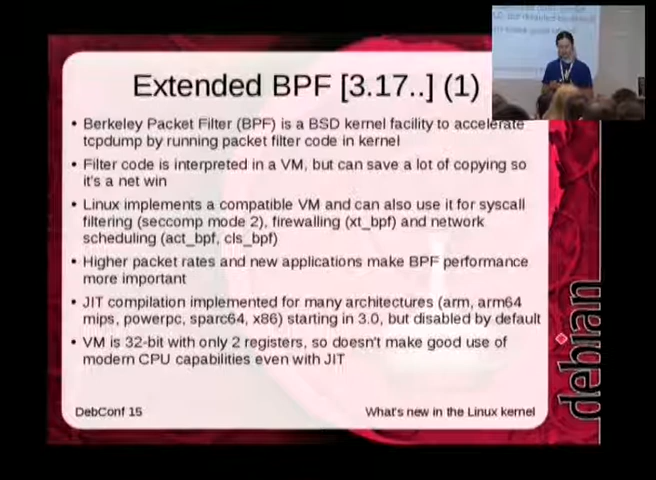 Extended BPF [3.17..] (1)
• Berkeley Packet Filter (BPF) is a BSD kernel facility to accelerate
tcpdump by running packet filter code in kernel
• Filter code is interpreted in a VM, but can save a lot of copying so
it's a net win
• Linux implements a compatible VM and can also use it for syscall
filtering (seccomp mode 2), firewalling (xt_bpf) and network
scheduling (act_bpf, cls_bpf)
• Higher packet rates and new applications make BPF performance
more important
• JIT compilation implemented for many architectures (arm, arm64
mips, powerpc, sparc64, x86) starting in 3.0, but disabled by default
• VM is 32-bit with only 2 registers, so doesn't make good use of
modern CPU capabilities even with JIT
DebConf 15
What's new in the Linux kernel
debian